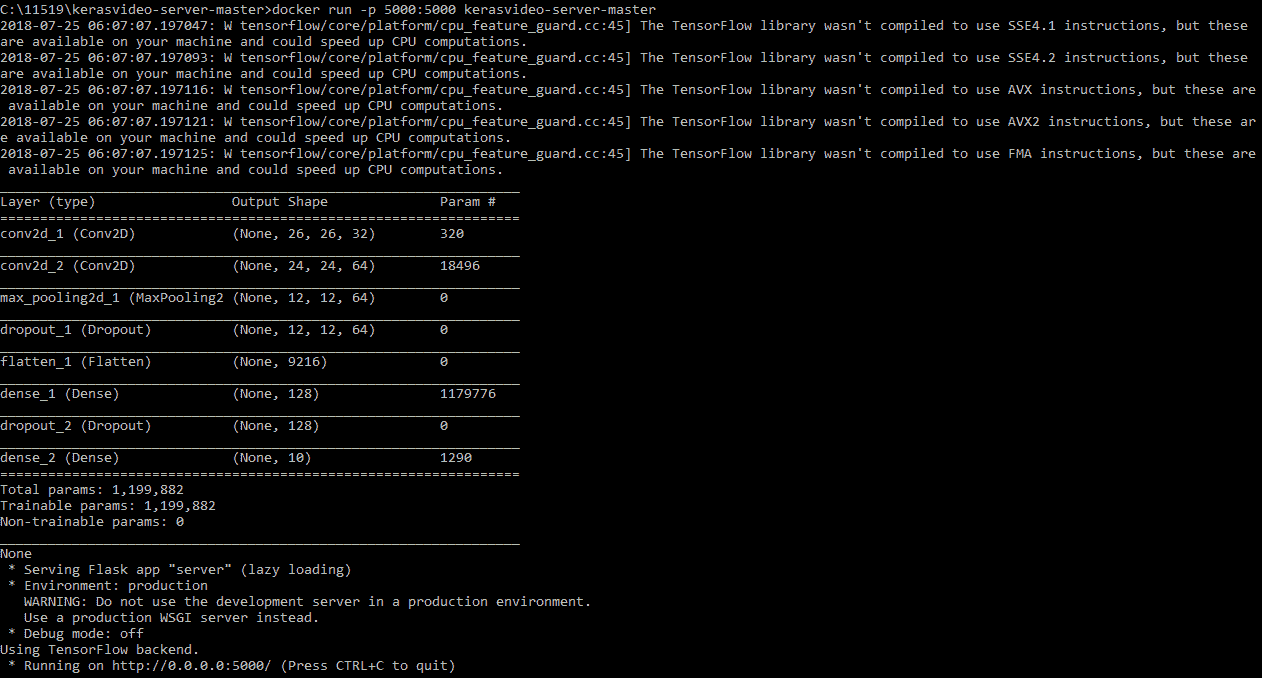 C:\11519\kerasvideo-server-master>docker run -p 5000:5000 kerasvideo-server-master
2018-07-25 06:07:07.197047: W tensorflow/core/platform/cpu_feature_guard.cc:45] The TensorFlow library wasn't compiled to use SSE4.1 instructions, but these
are available on your machine and could speed up CPU computations.
2018-07-25 06:07:07.197093: W tensorflow/core/platform/cpu_feature_guard.cc:45] The TensorFlow library wasn't compiled to use SSE4.2 instructions, but these
are available on your machine and could speed up CPU computations.
2018-07-25 06:07:07.197116: W tensorflow/core/platform/cpu_feature_guard.cc:45] The TensorFlow library wasn't compiled to use AVX instructions, but these are
 available on your machine and could speed up CPU computations.
2018-07-25 06:07:07.197121: W tensorflow/core/platform/cpu_feature_guard.cc:45] The TensorFlow library wasn't compiled to use AVX2 instructions, but these ar
e available on your machine and could speed up CPU computations.
2018-07-25 06:07:07.197125: W tensorflow/core/platform/cpu_feature_guard.cc:45] The TensorFlow library wasn't compiled to use FMA instructions, but these are
 available on your machine and could speed up CPU computations.
_________________________________________________________________
Layer (type)                 Output Shape              Param #
=================================================================
conv2d_1 (Conv2D)            (None, 26, 26, 32)        320
_________________________________________________________________
conv2d_2 (Conv2D)            (None, 24, 24, 64)        18496
_________________________________________________________________
max_pooling2d_1 (MaxPooling2 (None, 12, 12, 64)        0
_________________________________________________________________
dropout_1 (Dropout)          (None, 12, 12, 64)        0
_________________________________________________________________
flatten_1 (Flatten)          (None, 9216)              0
_________________________________________________________________
dense_1 (Dense)              (None, 128)               1179776
_________________________________________________________________
dropout_2 (Dropout)          (None, 128)               0
_________________________________________________________________
dense_2 (Dense)              (None, 10)                1290
=================================================================
Total params: 1,199,882
Trainable params: 1,199,882
Non-trainable params: 0
_________________________________________________________________
None
 * Serving Flask app "server" (lazy loading)
 * Environment: production
   WARNING: Do not use the development server in a production environment.
   Use a production WSGI server instead.
 * Debug mode: off
Using TensorFlow backend.
 * Running on http://0.0.0.0:5000/ (Press CTRL+C to quit)